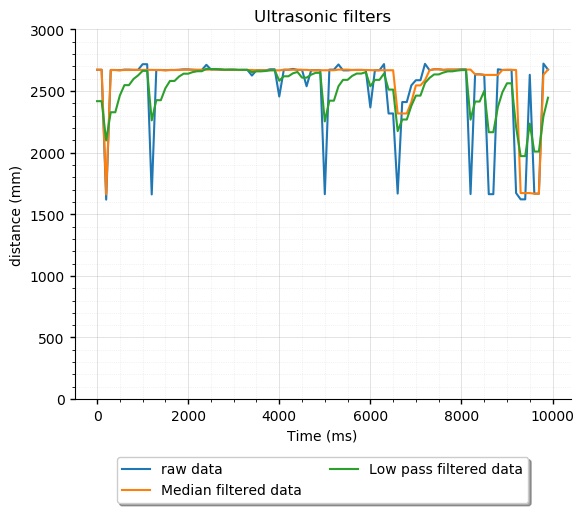 Ultrasonic filters
3000
2500
2000
1500
1000
500
0
distance (mm)
0 2000 4000 6000 8000 10000
Time (ms)
raw data
Median filtered data
Low pass filtered data